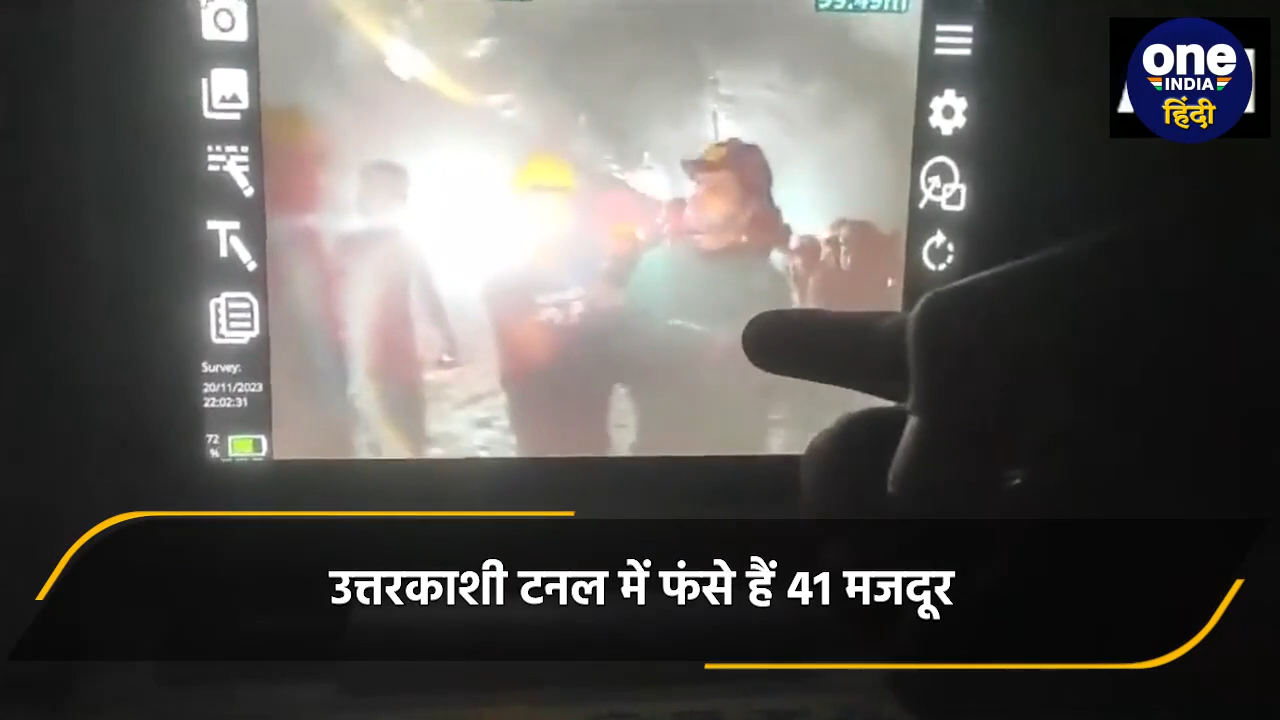 one
INDIA
हिंदी
Survey:
20/11/2023
22:02:31
72
%
उत्तरकाशी टनल में फंसे हैं 41 मजदूर